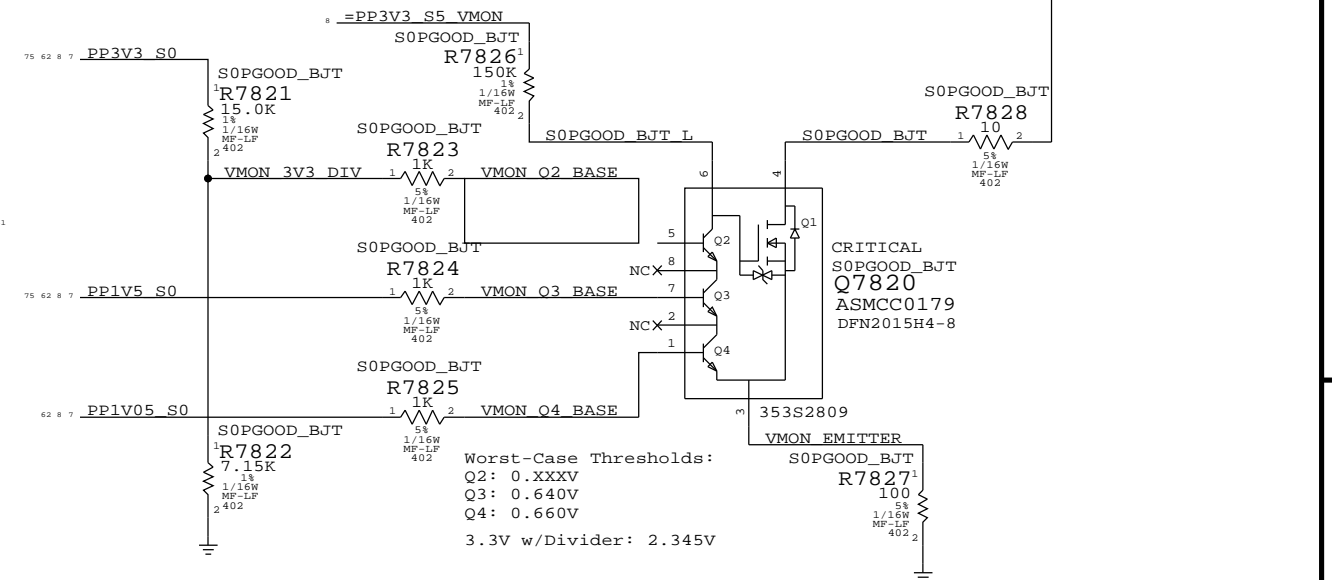 8 =PP3V3_S5_VMON
S0PGOOD_BJT
R7826
1
150K
1%
1/16W
MF-LF
402
2
75 62 8 7 PP3V3_S0
S0PGOOD_BJT
1
R7821
15.0K
1%
1/16W
MF-LF
402
2
S0PGOOD_BJT
R7828
10
1 2
5%
1/16W
MF-LF
402
S0PGOOD_BJT_L
S0PGOOD_BJT
S0PGOOD_BJT
R7823
1K
VMON_3V3_DIV 1 2 VMON_Q2_BASE
5%
1/16W
MF-LF
402
6 4
1
5 Q2 Q1
NC 8
S0PGOOD_BJT
R7824
1K
75 62 8 7 PP1V5_S0 1 2 VMON_Q3_BASE 7 Q3
5%
1/16W
MF-LF
402
NC 2
1 Q4
CRITICAL
S0PGOOD_BJT
Q7820
ASMCC0179
DFN2015H4-8
S0PGOOD_BJT
R7825
1K
62 8 7 PP1V05_S0 1 2 VMON_Q4_BASE
5%
1/16W
MF-LF
402
3 353S2809
VMON_EMITTER
S0PGOOD_BJT
1
R7822
7.15K
1%
1/16W
MF-LF
402
2
Worst-Case Thresholds:
Q2: 0.XXXV
Q3: 0.640V
Q4: 0.660V
3.3V w/Divider: 2.345V
S0PGOOD_BJT
R7827
1
100
5%
1/16W
MF-LF
402
2